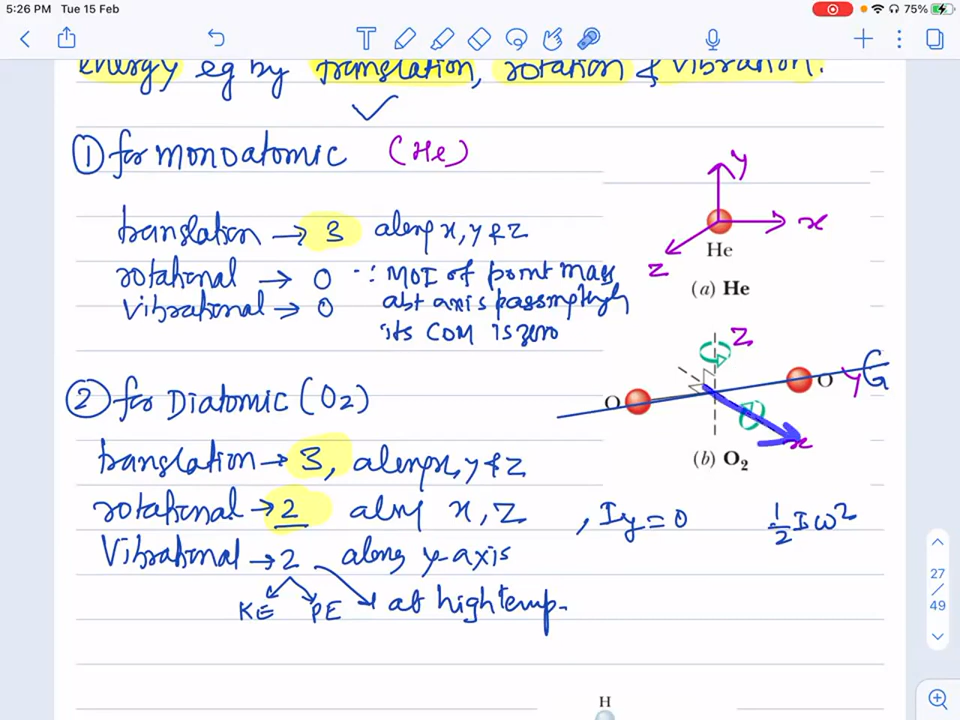 5:26 PM Tue 15 Feb
75%
energy eg by translation, rotation & vibration.
① for monoatomic (He)
translation → 3 along x, y & z
rotational → 0 ∵ MOI of point mass
vibrational → 0 abt axis passing through
its COM is zero
y
x
z
He
(a) He
② for Diatomic (O2)
translation → 3, along x, y & z
rotational → 2 along x, z , Iy = 0 1/2 Iω²
Vibrational → 2 along y-axis
KE PE at high temp.
z
O
O
y
x
(b) O2
27
/
49
H